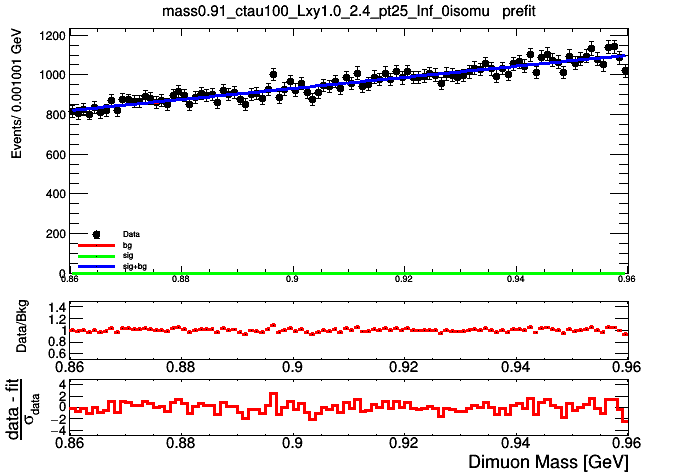 mass0.91_ctau100_Lxy1.0_2.4_pt25_Inf_0isomu prefit
Events/ 0.001001 GeV
1200
1000
800
600
400
200
0
Data
bg
sig
sig+bg
0.86 0.88 0.9 0.92 0.94 0.96
Data/Bkg
1.4
1.2
1
0.8
0.6
0.86 0.88 0.9 0.92 0.94 0.96
data - fit
σdata
4
2
0
−2
−4
0.86 0.88 0.9 0.92 0.94 0.96
Dimuon Mass [GeV]